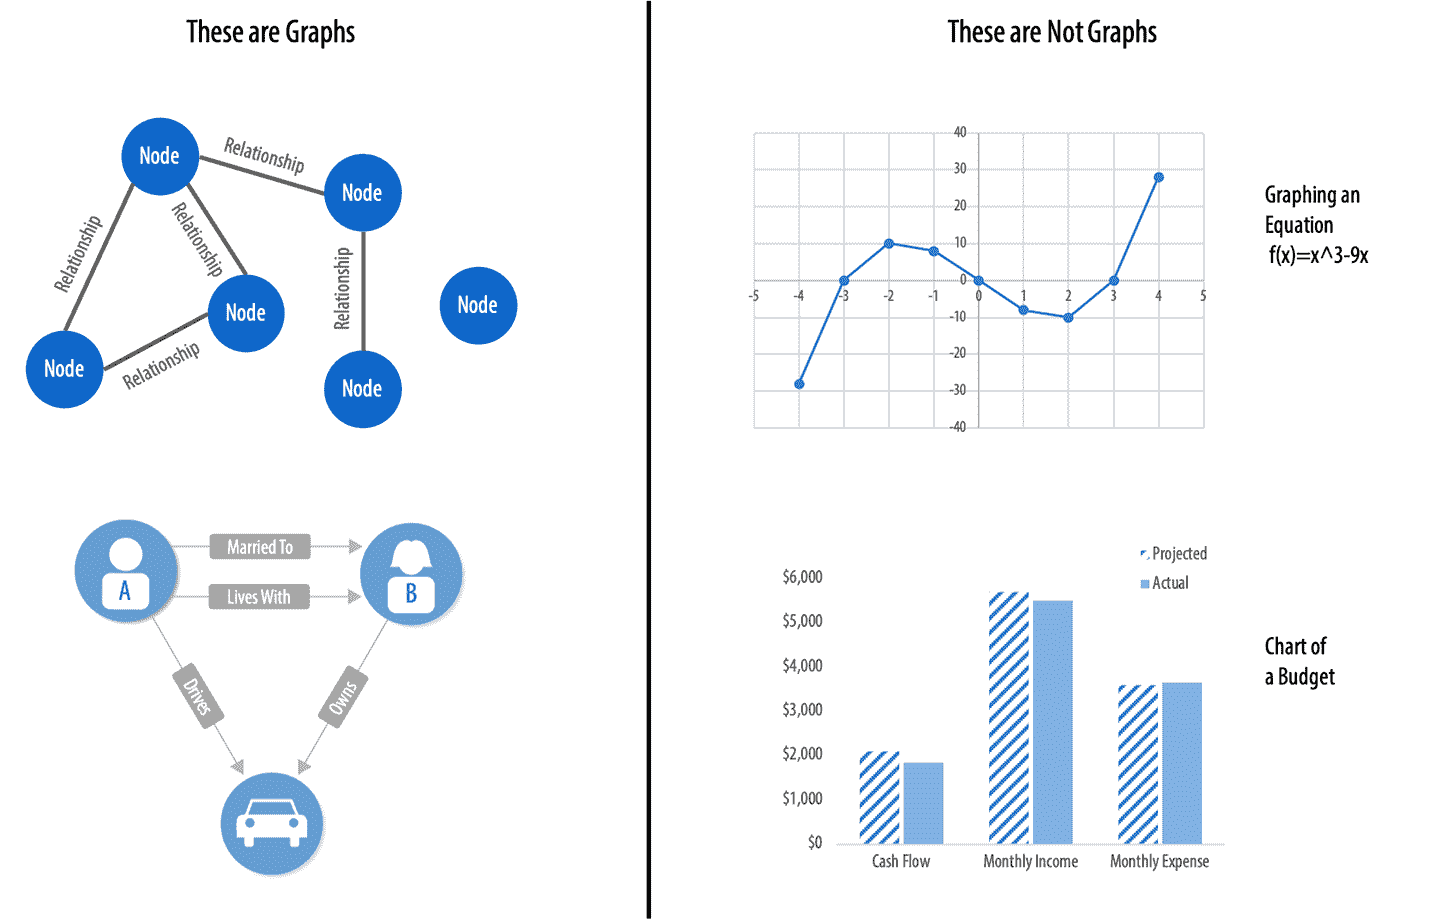 These are Graphs
Node
Relationship
Node
Relationship
Relationship
Relationship
Node
Node
Relationship
Node
Node
A
Married To
Lives With
B
Drives
Owns
These are Not Graphs
40
30
20
10
0
-5
-4
-3
-2
-1
0
1
2
3
4
5
-10
-20
-30
-40
Graphing an
Equation
f(x)=x^3-9x
Projected
Actual
$6,000
$5,000
$4,000
$3,000
$2,000
$1,000
$0
Cash Flow
Monthly Income
Monthly Expense
Chart of
a Budget